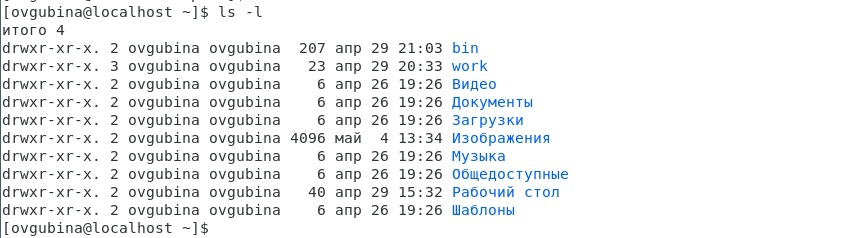 [ovgubina@localhost ~]$ ls -l
итого 4
drwxr-xr-x. 2 ovgubina ovgubina  207 апр 29 21:03 bin
drwxr-xr-x. 3 ovgubina ovgubina   23 апр 29 20:33 work
drwxr-xr-x. 2 ovgubina ovgubina    6 апр 26 19:26 Видео
drwxr-xr-x. 2 ovgubina ovgubina    6 апр 26 19:26 Документы
drwxr-xr-x. 2 ovgubina ovgubina    6 апр 26 19:26 Загрузки
drwxr-xr-x. 2 ovgubina ovgubina 4096 май  4 13:34 Изображения
drwxr-xr-x. 2 ovgubina ovgubina    6 апр 26 19:26 Музыка
drwxr-xr-x. 2 ovgubina ovgubina    6 апр 26 19:26 Общедоступные
drwxr-xr-x. 2 ovgubina ovgubina   40 апр 29 15:32 Рабочий стол
drwxr-xr-x. 2 ovgubina ovgubina    6 апр 26 19:26 Шаблоны
[ovgubina@localhost ~]$